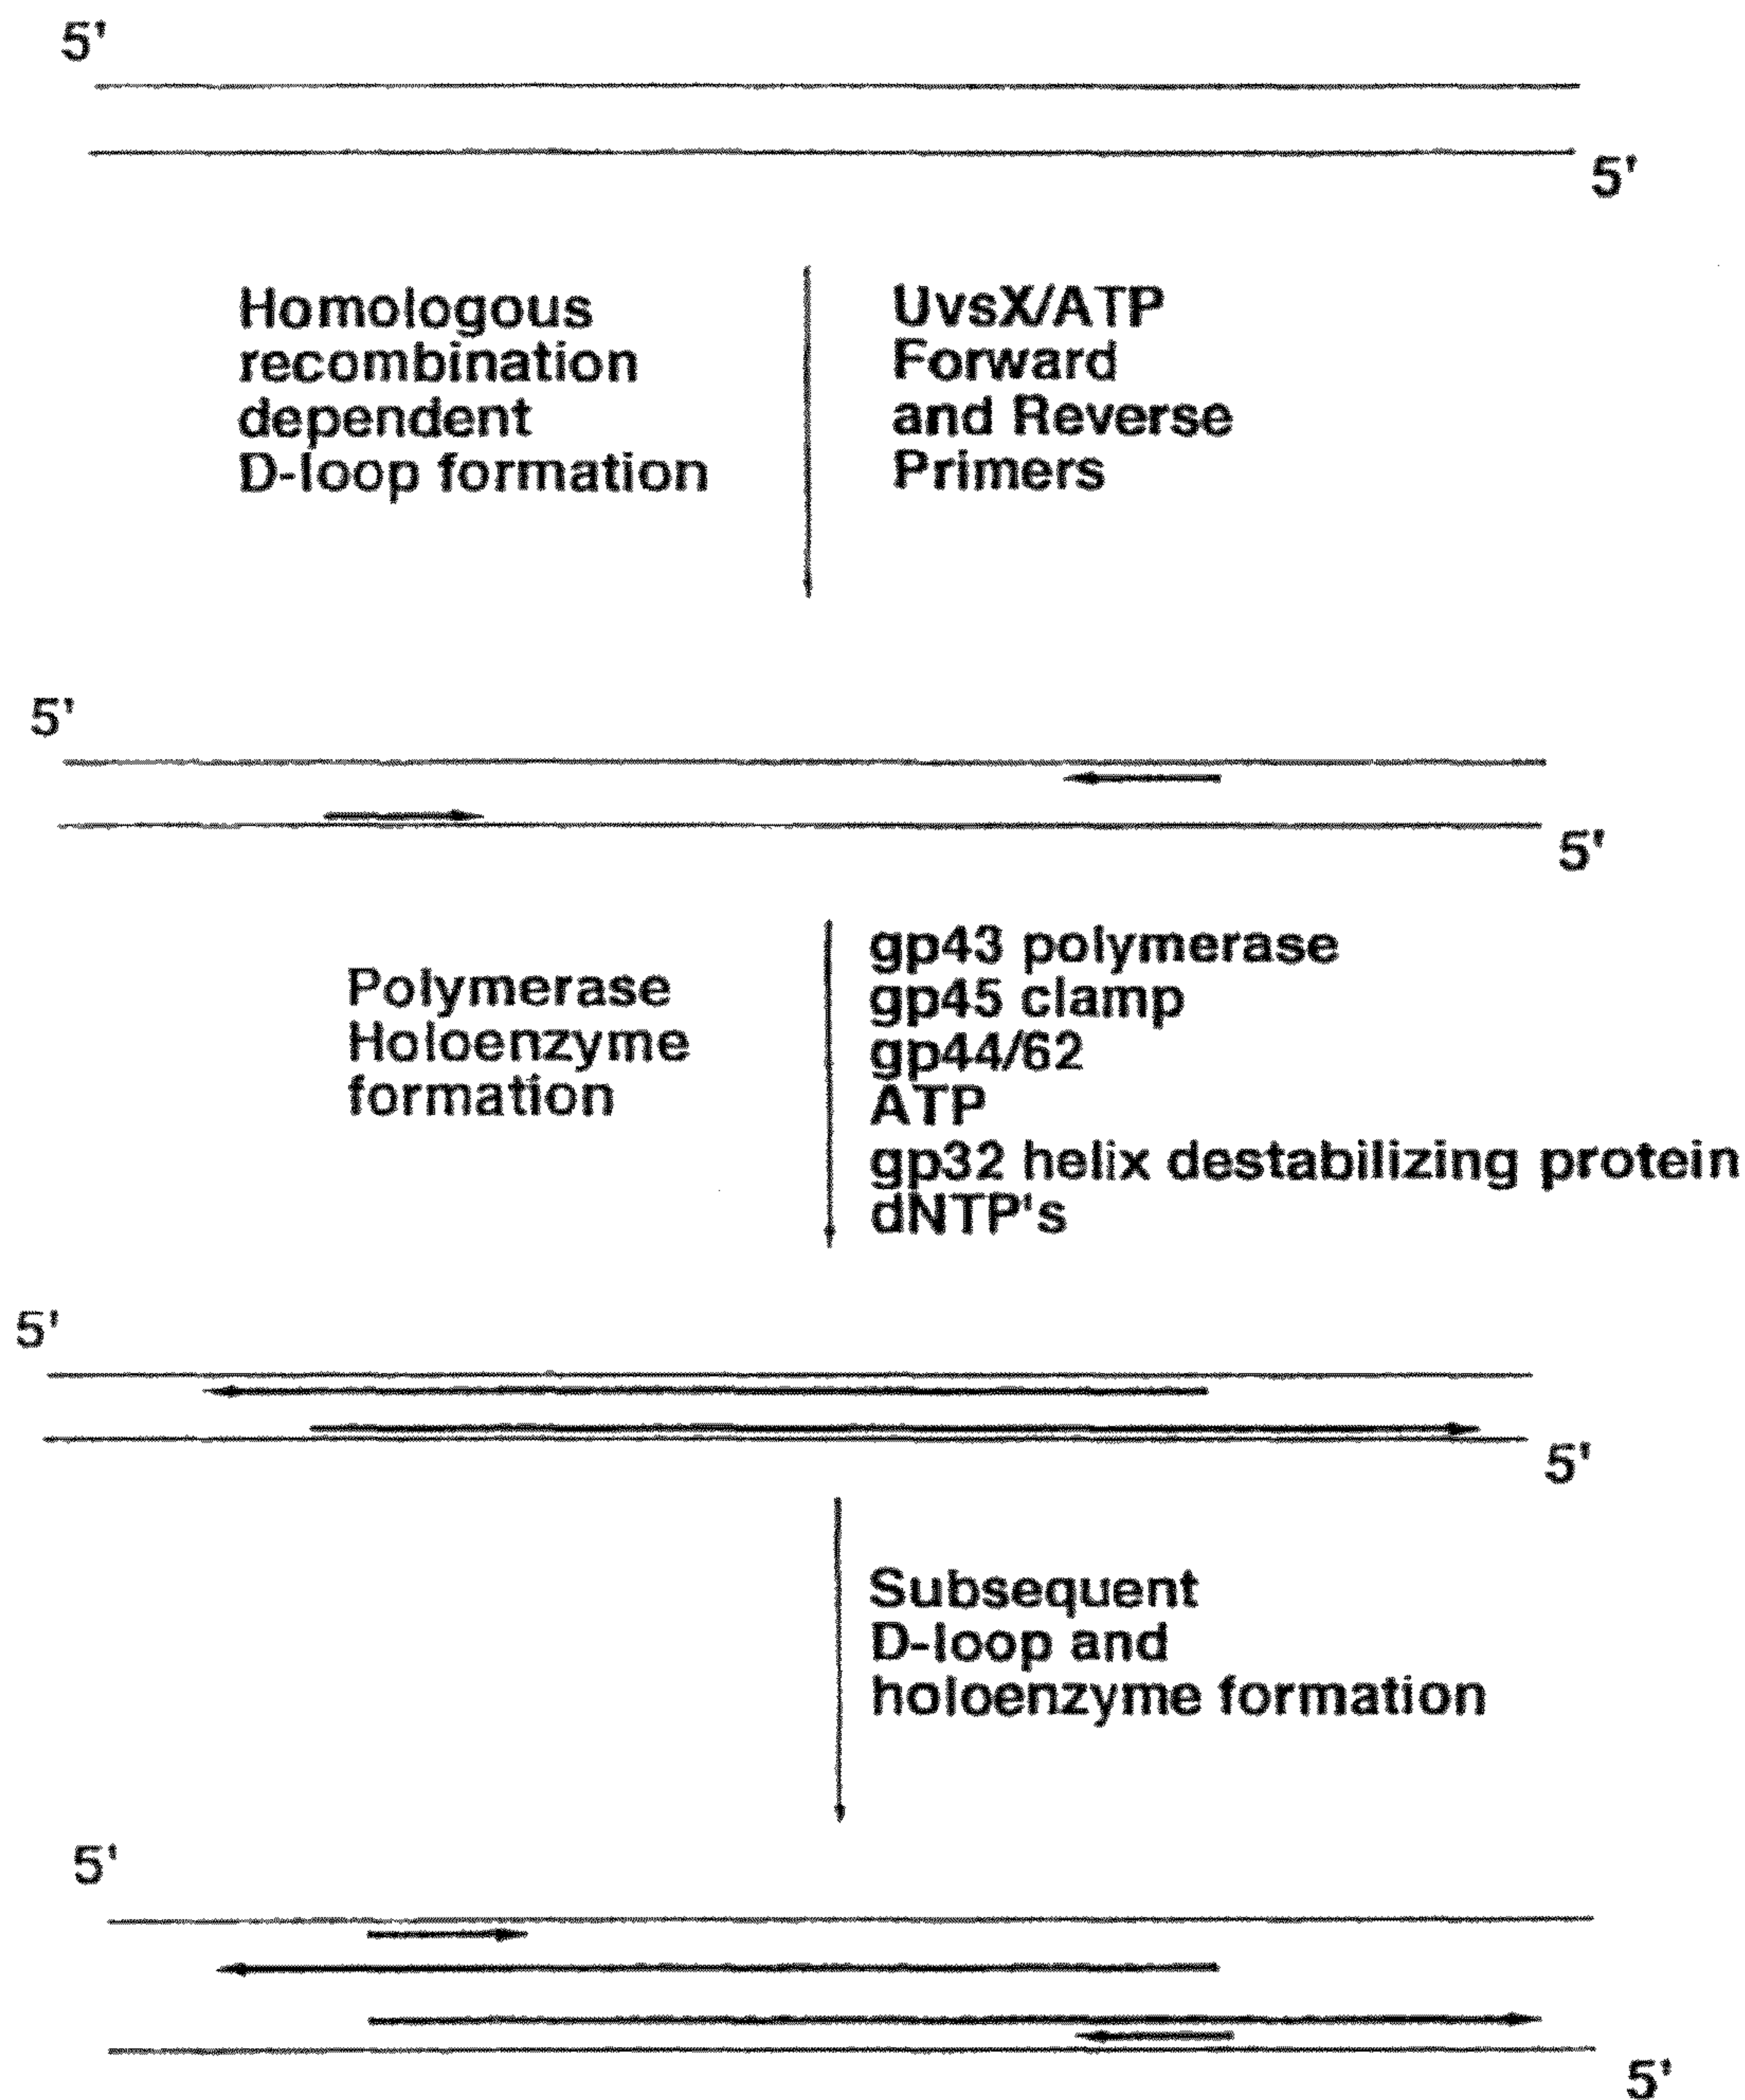 5'
5'
Homologous
recombination
dependent
D-loop formation
UvsX/ATP
Forward
and Reverse
Primers
5'
5'
Polymerase
Holoenzyme
formation
gp43 polymerase
gp45 clamp
gp44/62
ATP
gp32 helix destabilizing protein
dNTP's
5'
5'
Subsequent
D-loop and
holoenzyme formation
5'
5'